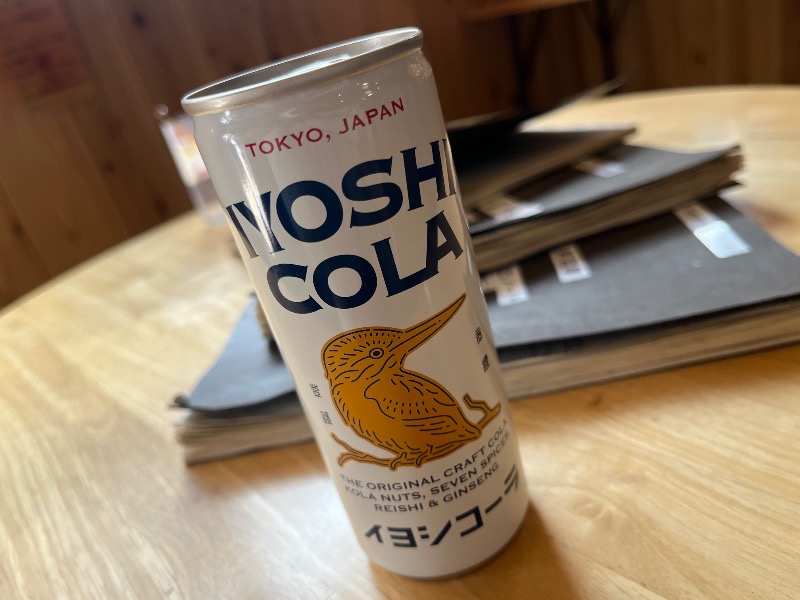 TOKYO, JAPAN
IYOSHI
COLA
THE ORIGINAL CRAFT COLA
KOLA NUTS, SEVEN SPICES
REISHI & GINSENG
イヨシコーラ